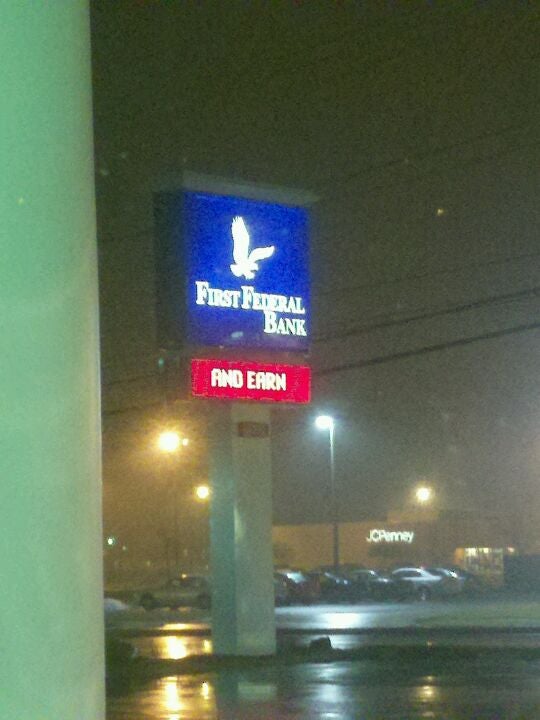 First Federal
Bank
AND EARN
JCPenney